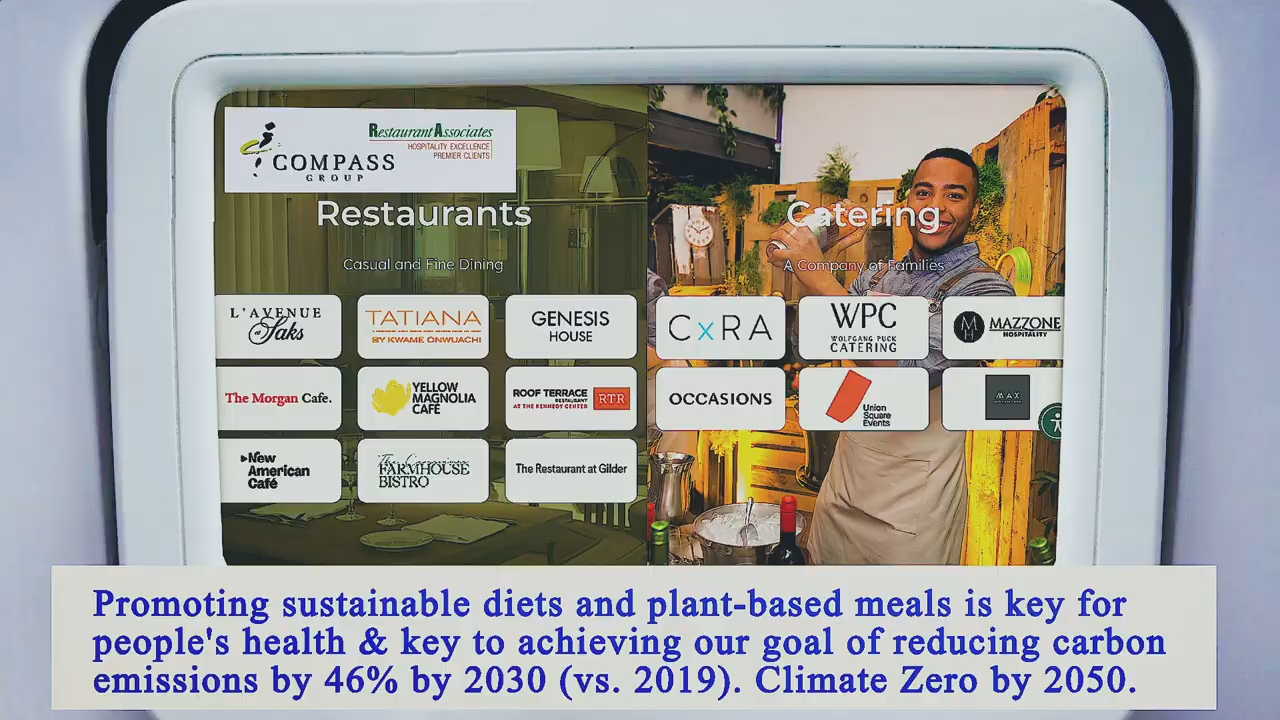 COMPASS
GROUP
Restaurant Associates
HOSPITALITY EXCELLENCE
PREMIER CLIENTS
Restaurants
Casual and Fine Dining
L'AVENUE
Saks
TATIANA
BY KWAME ONWUACHI
GENESIS
HOUSE
The Morgan Cafe.
YELLOW
MAGNOLIA
CAFÉ
ROOF TERRACE
RESTAURANT
AT THE KENNEDY CENTER
RTR
New
American
Café
FARMHOUSE
BISTRO
The Restaurant at Gilder
Catering
A Company of Families
CxRA
WPC
WOLFGANG PUCK
CATERING
MH
MAZZONE
HOSPITALITY
OCCASIONS
Union
Square
Events
MAX
Promoting sustainable diets and plant-based meals is key for
people's health & key to achieving our goal of reducing carbon
emissions by 46% by 2030 (vs. 2019). Climate Zero by 2050.